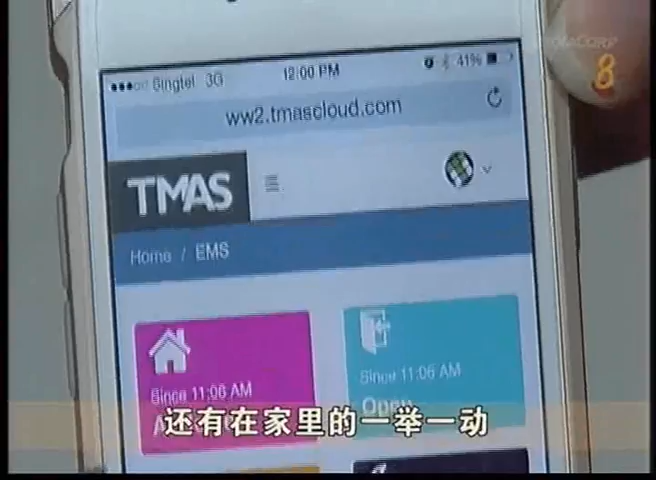 MEDIACORP
8
Singtel 3G 12:00 PM 41%
ww2.tmascloud.com
TMAS
Home / EMS
Since 11:06 AM
Since 11:06 AM
Open
还有在家里的一举一动